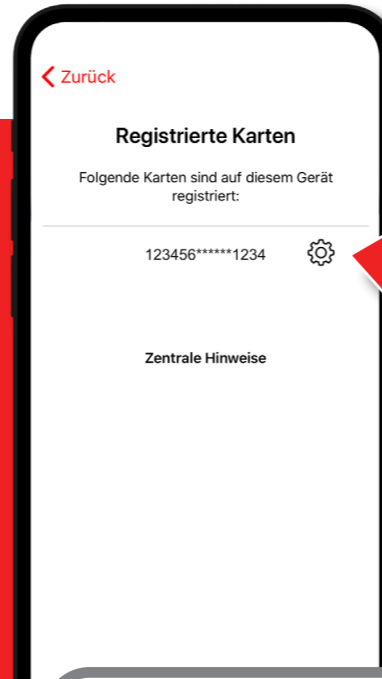 Zurück
Registrierte Karten
Folgende Karten sind auf diesem Gerät
registriert:
123456******1234
Zentrale Hinweise